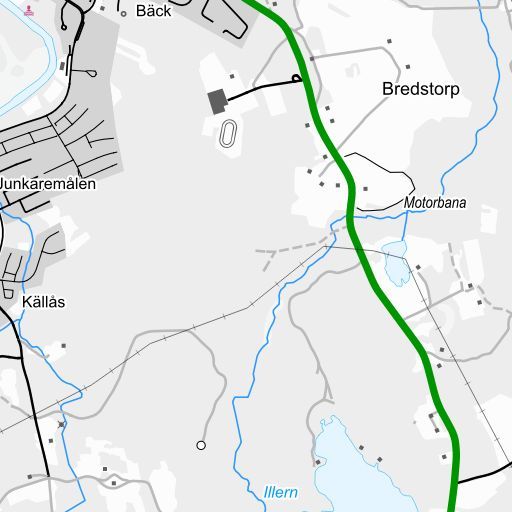 Bäck
Bredstorp
Junkaremålen
Motorbana
Källås
Illern